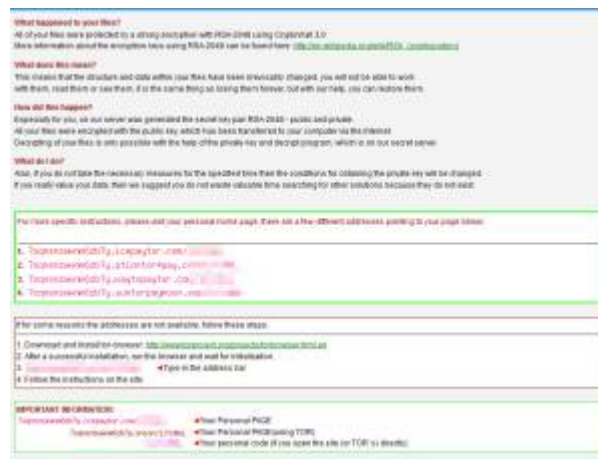 What happened to your files?
All of your files were protected by a strong encryption with RSA-2048 using CryptoWall 3.0
More information about the encryption keys using RSA-2048 can be found here:
What does this mean?
This means that the structure and data within your files have been irrevocably changed, you will not be able to work
with them, read them or see them, it is the same thing as losing them forever, but with our help, you can restore them.
How did this happen?
Especially for you, on our server was generated the secret key pair RSA-2048 - public and private.
All your files were encrypted with the public key, which has been transferred to your computer via the Internet.
Decrypting of your files is only possible with the help of the private key and decrypt program, which is on our secret server.
What do I do?
Alas, if you do not take the necessary measures for the specified time then the conditions for obtaining the private key will be changed.
If you really value your data, then we suggest you do not waste valuable time searching for other solutions because they do not exist.
For more specific instructions, please visit your personal home page, there are a few different addresses pointing to your page below:
1.
2.
3.
4.
If for some reasons the addresses are not available, follow these steps:
1. Download and install tor-browser:
2. After a successful installation, run the browser and wait for initialization.
3. ◄Type in the address bar
4. Follow the instructions on the site.
IMPORTANT INFORMATION:
◄Your Personal PAGE
◄Your Personal PAGE(using TOR)
◄Your personal code (if you open the site (or TOR 's) directly)